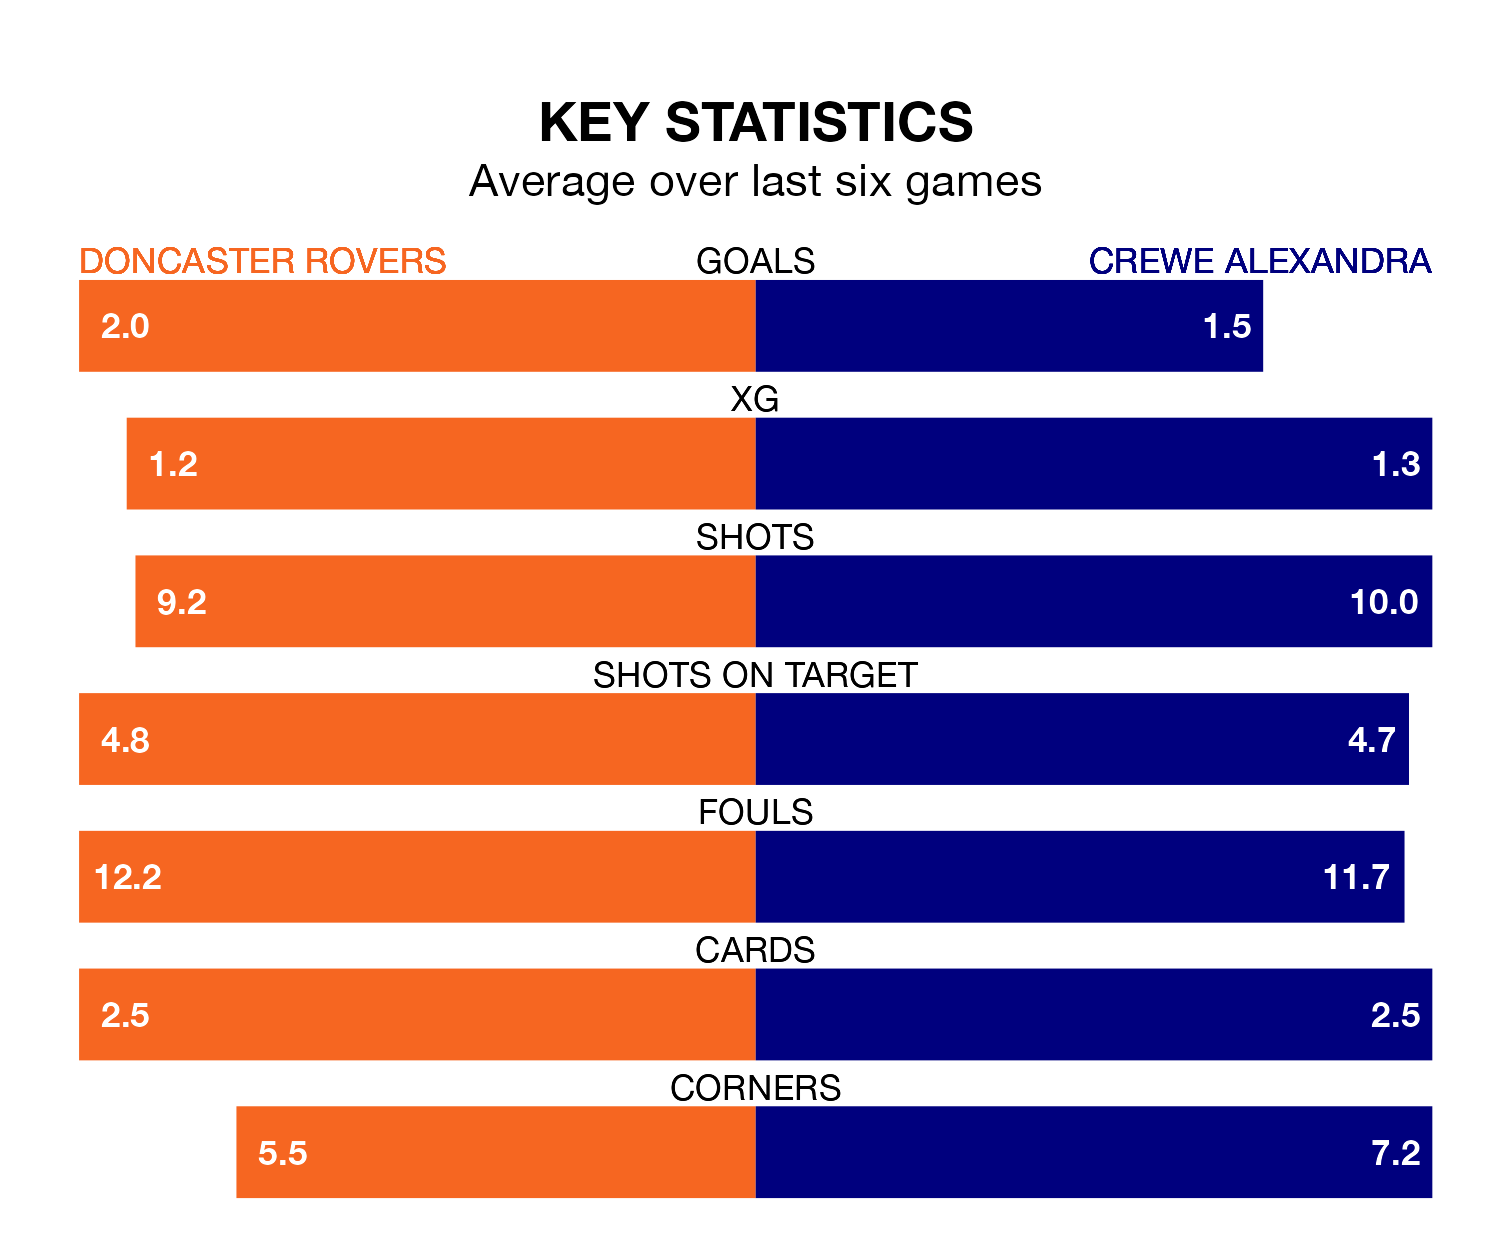 KEY STATISTICS
Average over last six games
DONCASTER ROVERS GOALS CREWE ALEXANDRA
2.0 1.5
XG
1.2 1.3
SHOTS
9.2 10.0
SHOTS ON TARGET
4.8 4.7
FOULS
12.2 11.7
CARDS
2.5 2.5
CORNERS
5.5 7.2